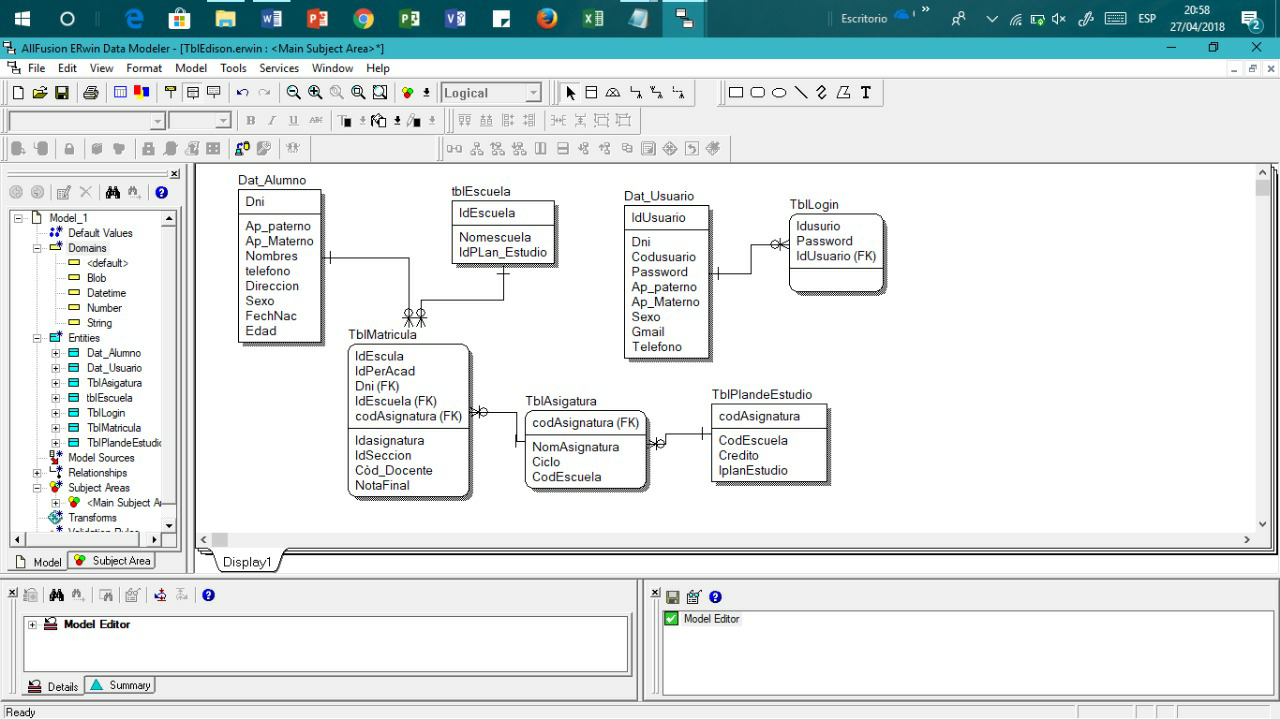 20:58
Escritorio
»
ESP
27/04/2018
2
AllFusion ERwin Data Modeler - [TblEdison.erwin : <Main Subject Area>*]
File Edit View Format Model Tools Services Window Help
Logical
T
B I U ABC
Model_1
Default Values
Domains
<default>
Blob
Datetime
Number
String
Entities
Dat_Alumno
Dat_Usuario
TblAsigatura
tblEscuela
TblLogin
TblMatricula
TblPlandeEstudio
Model Sources
Relationships
Subject Areas
<Main Subject Ar
Transforms
Validation Rules
Model
Subject Area
Dat_Alumno
Dni
Ap_paterno
Ap_Materno
Nombres
telefono
Direccion
Sexo
FechNac
Edad
tblEscuela
IdEscuela
Nomescuela
IdPLan_Estudio
Dat_Usuario
IdUsuario
Dni
Codusuario
Password
Ap_paterno
Ap_Materno
Sexo
Gmail
Telefono
TblLogin
Idusurio
Password
IdUsuario (FK)
TblMatricula
IdEscula
IdPerAcad
Dni (FK)
IdEscuela (FK)
codAsignatura (FK)
Idasignatura
IdSeccion
Còd_Docente
NotaFinal
TblAsigatura
codAsignatura (FK)
NomAsignatura
Ciclo
CodEscuela
TblPlandeEstudio
codAsignatura
CodEscuela
Credito
IplanEstudio
Display1
Model Editor
Details
Summary
Model Editor
Ready